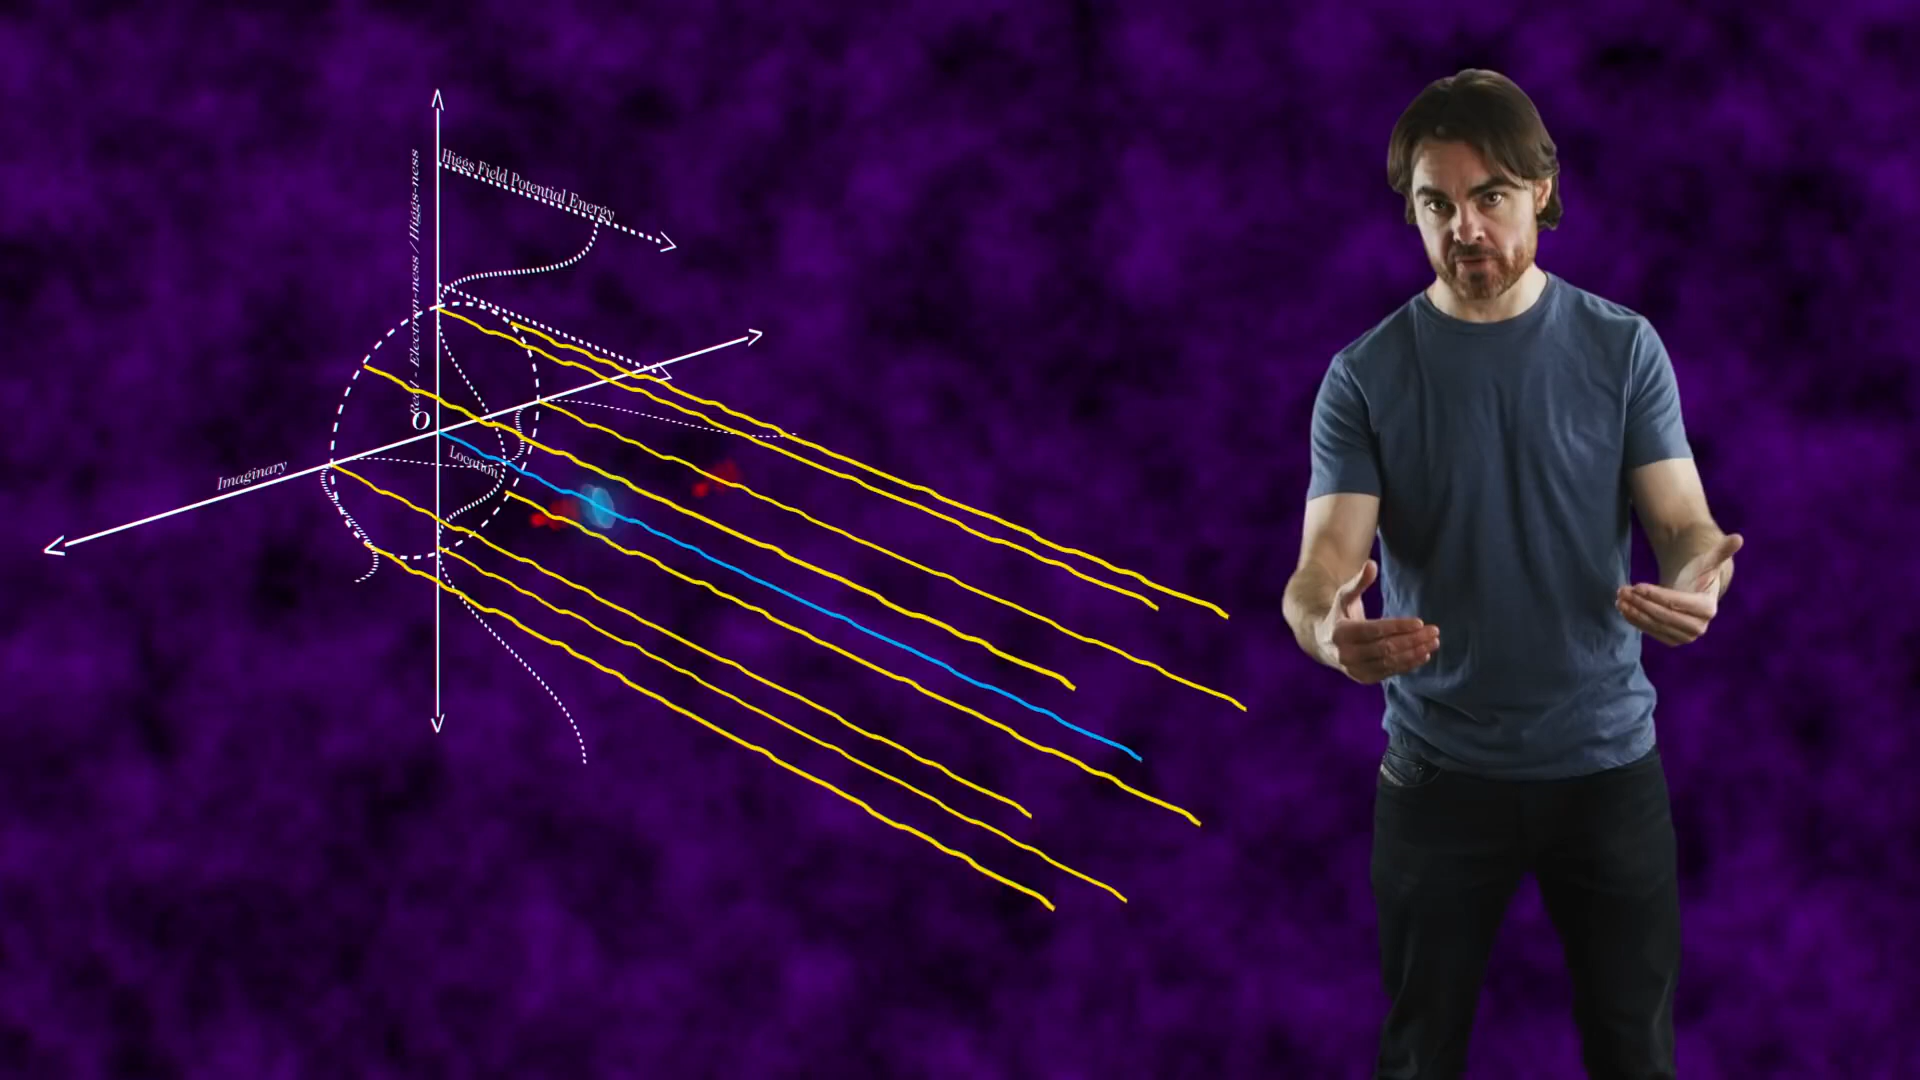 Higgs Field Potential Energy
Real - Electron-ness / Higgs-ness
O
Location
Imaginary